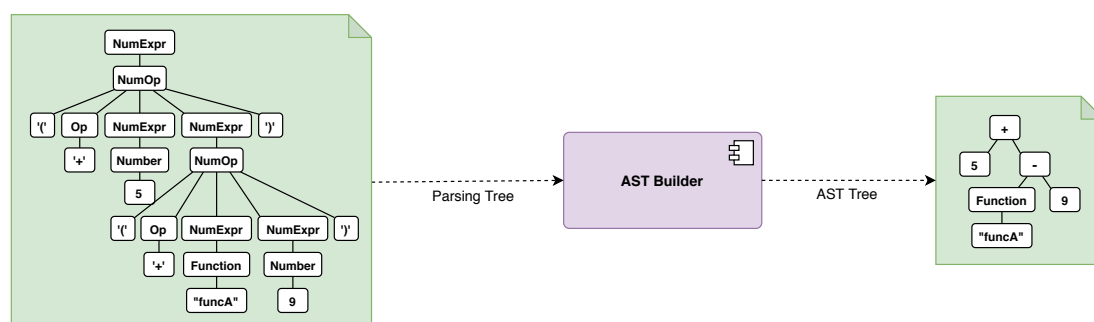 NumExpr
NumOp
'(' Op NumExpr NumExpr ')'
'+' Number NumOp
5
'(' Op NumExpr NumExpr ')'
'+' Function Number
"funcA" 9
Parsing Tree
AST Builder
AST Tree
+
5 -
Function 9
"funcA"